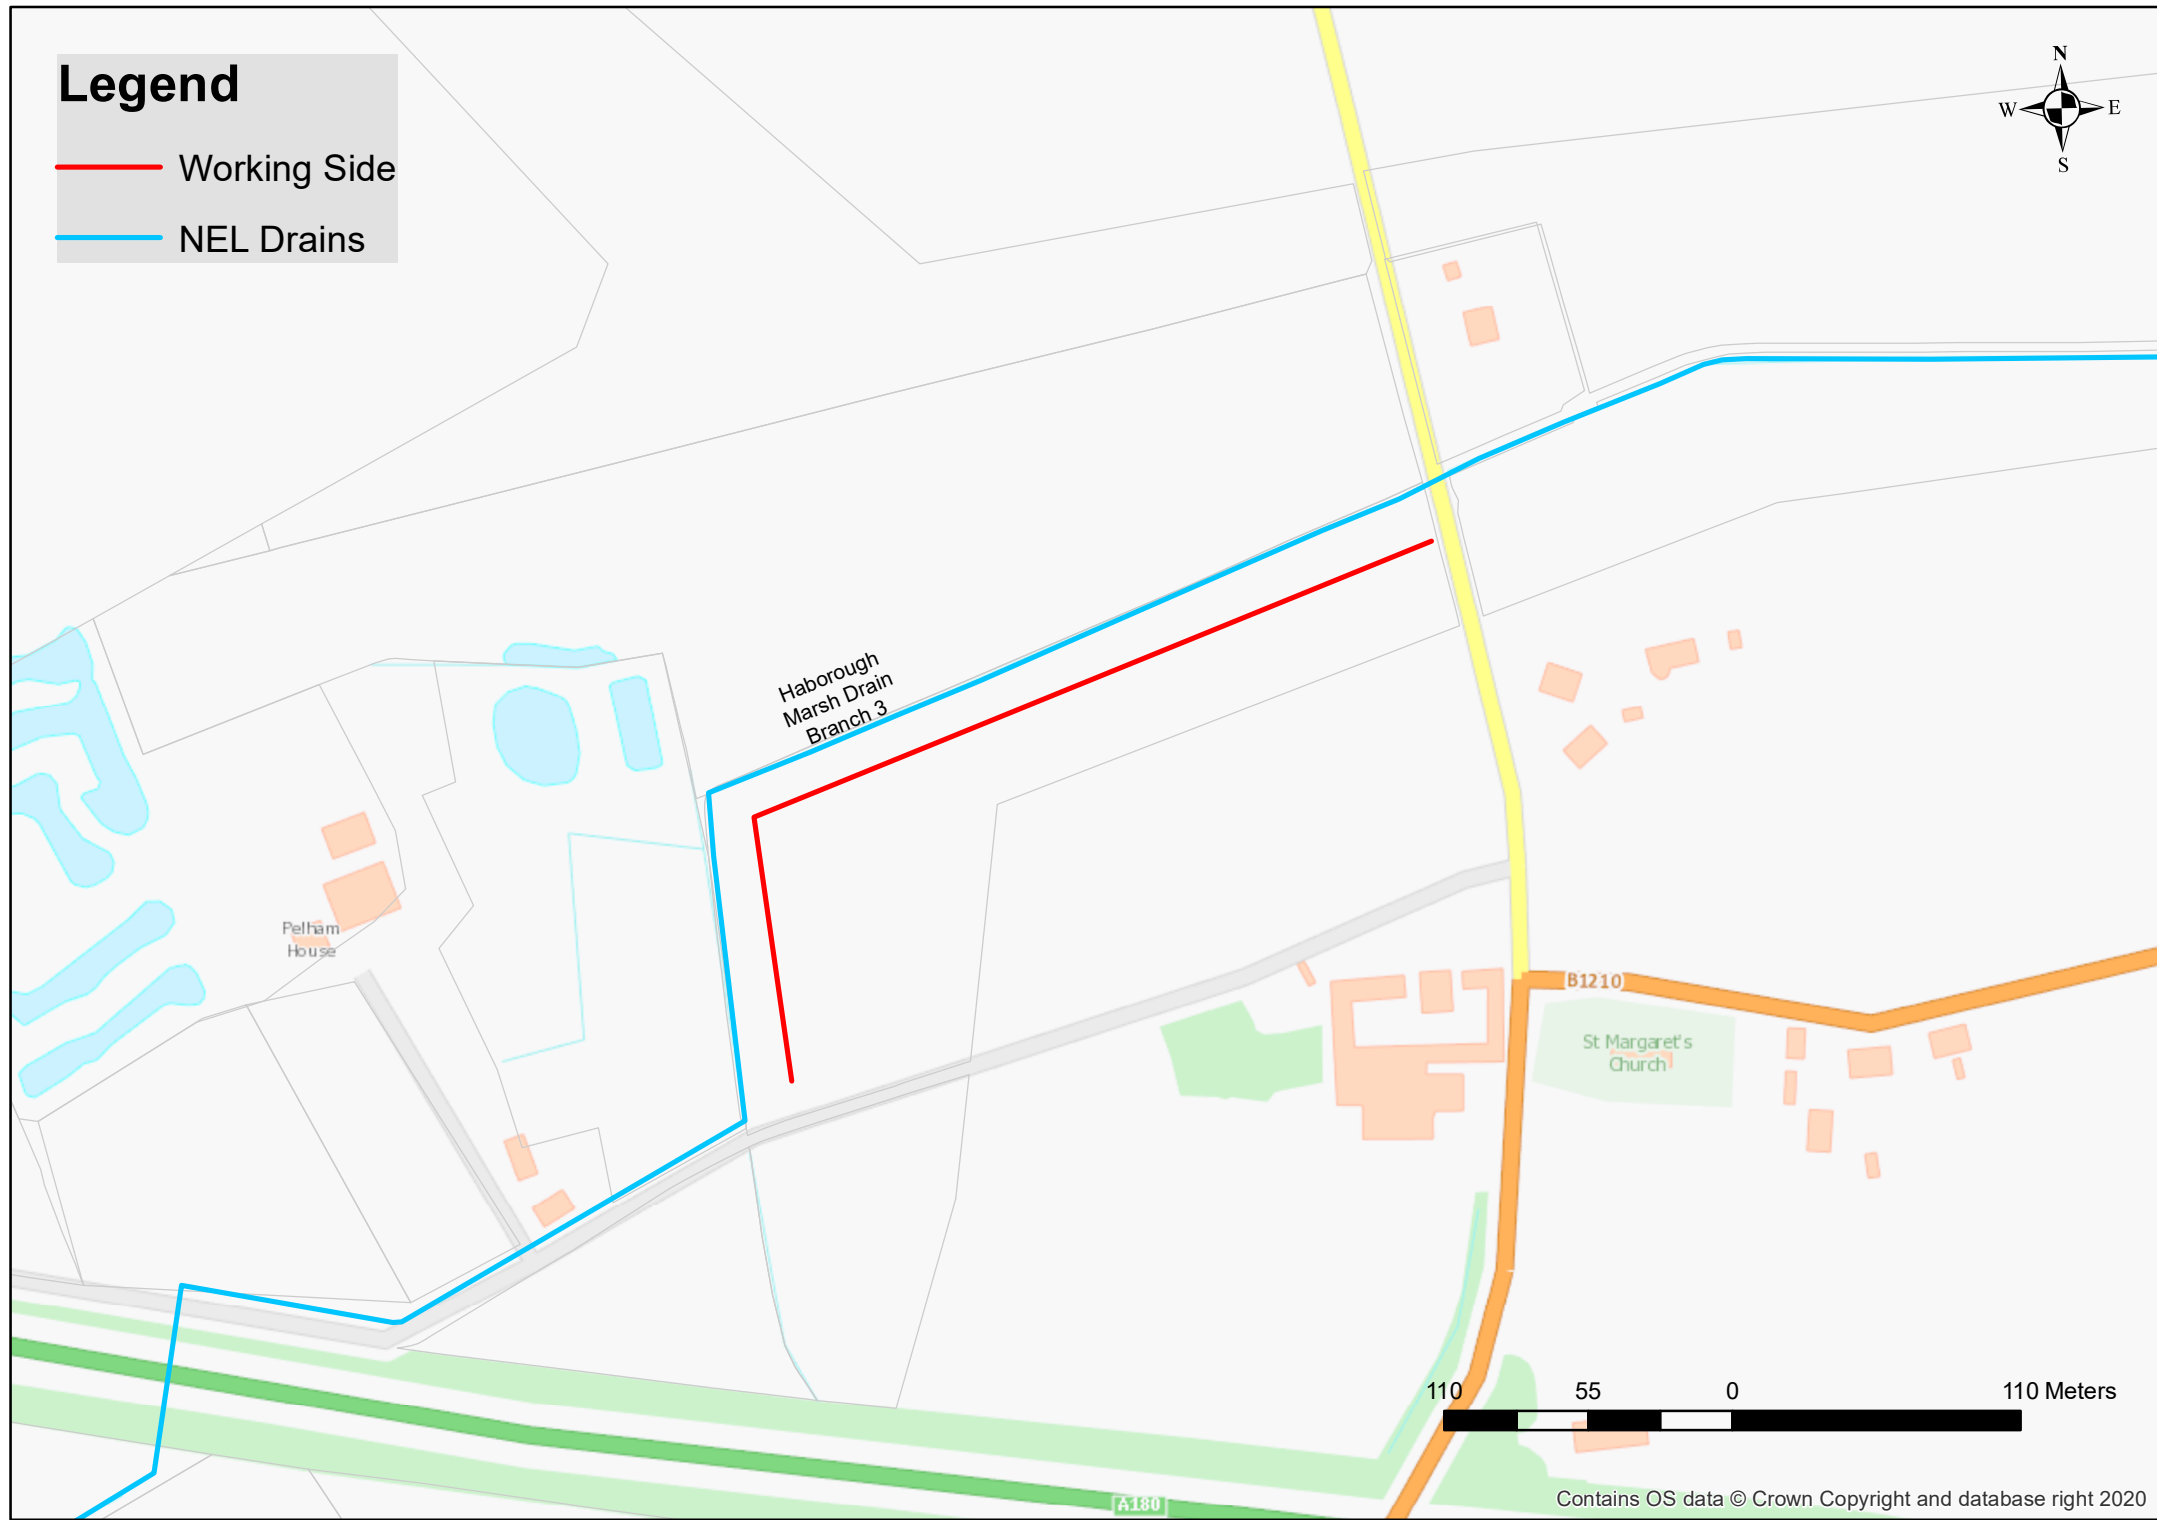 Legend
Working Side
NEL Drains
N
W
E
S
Haborough
Marsh Drain
Branch 3
Pelham
House
B1210
St Margaret's
Church
110
55
0
110 Meters
A180
Contains OS data © Crown Copyright and database right 2020